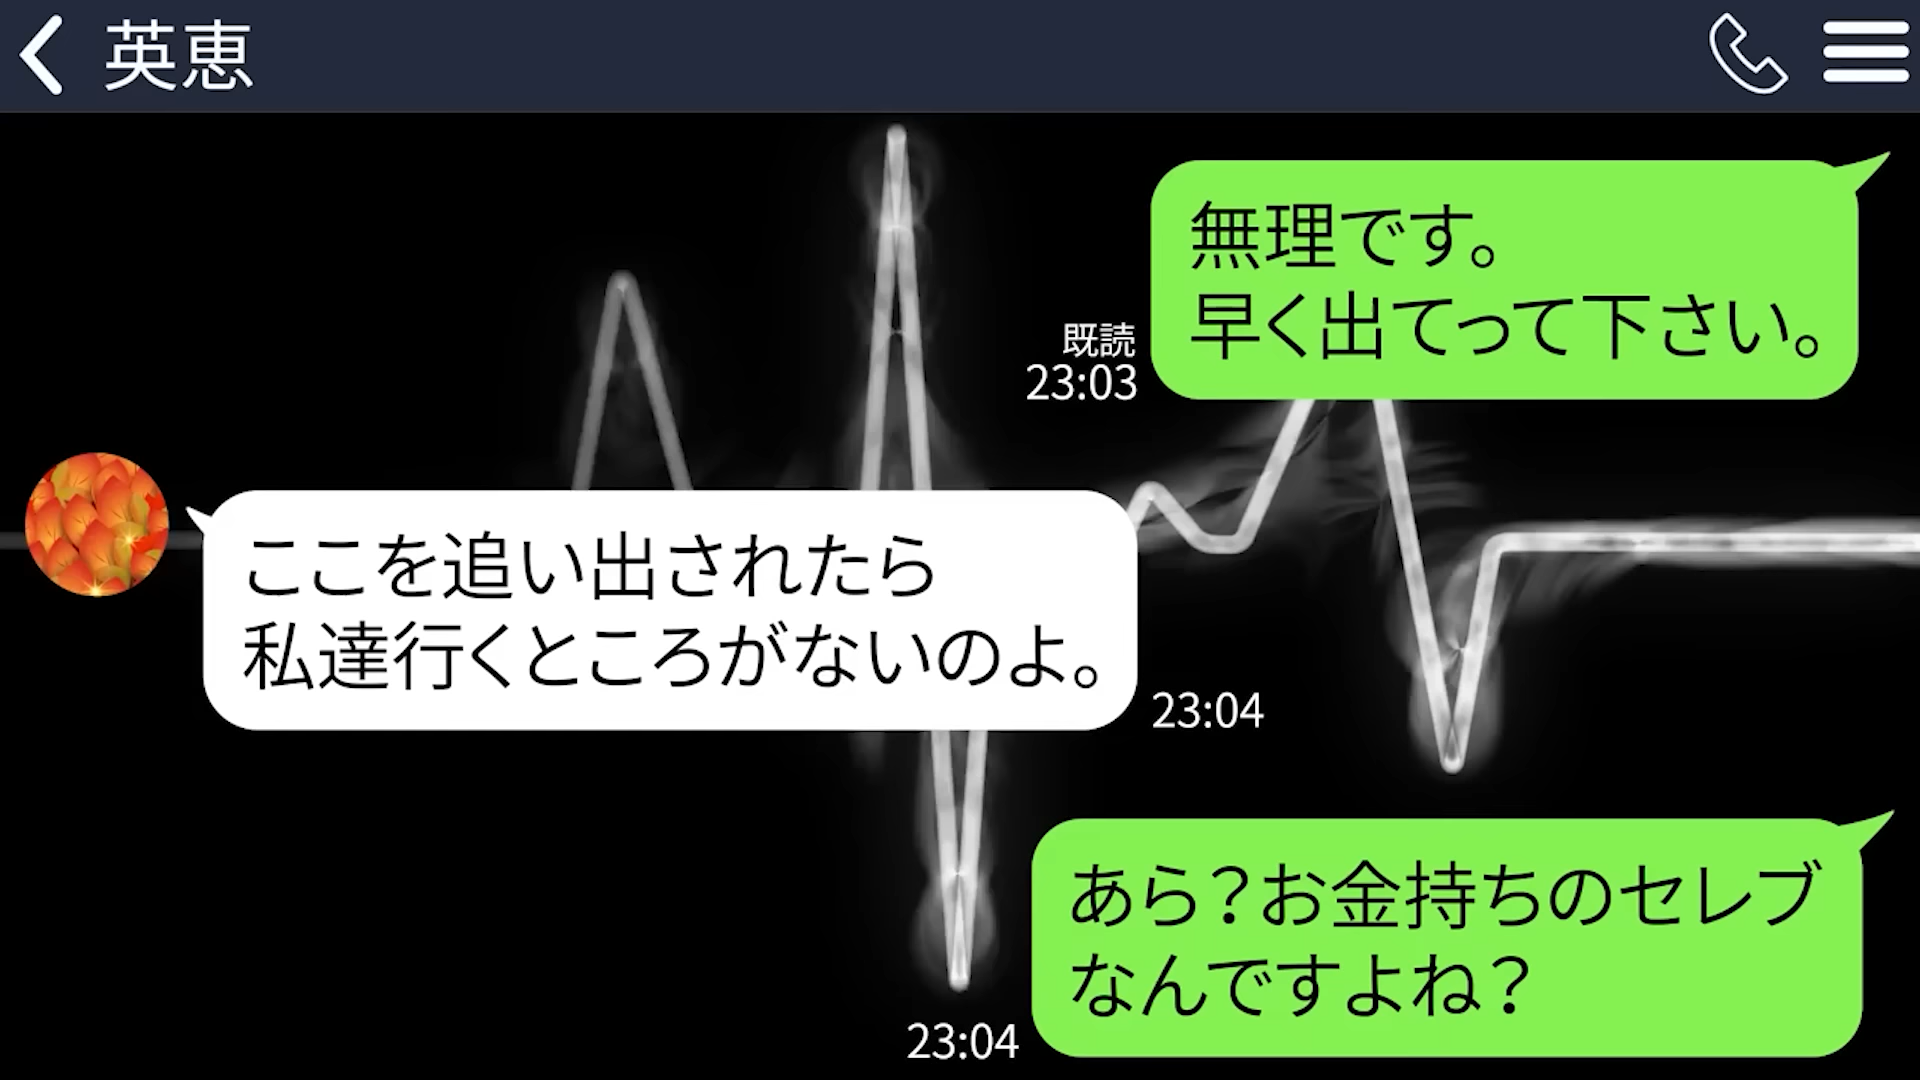 英恵
無理です。
早く出てって下さい。
既読
23:03
ここを追い出されたら
私達行くところがないのよ。
23:04
あら？お金持ちのセレブ
なんですよね？
23:04